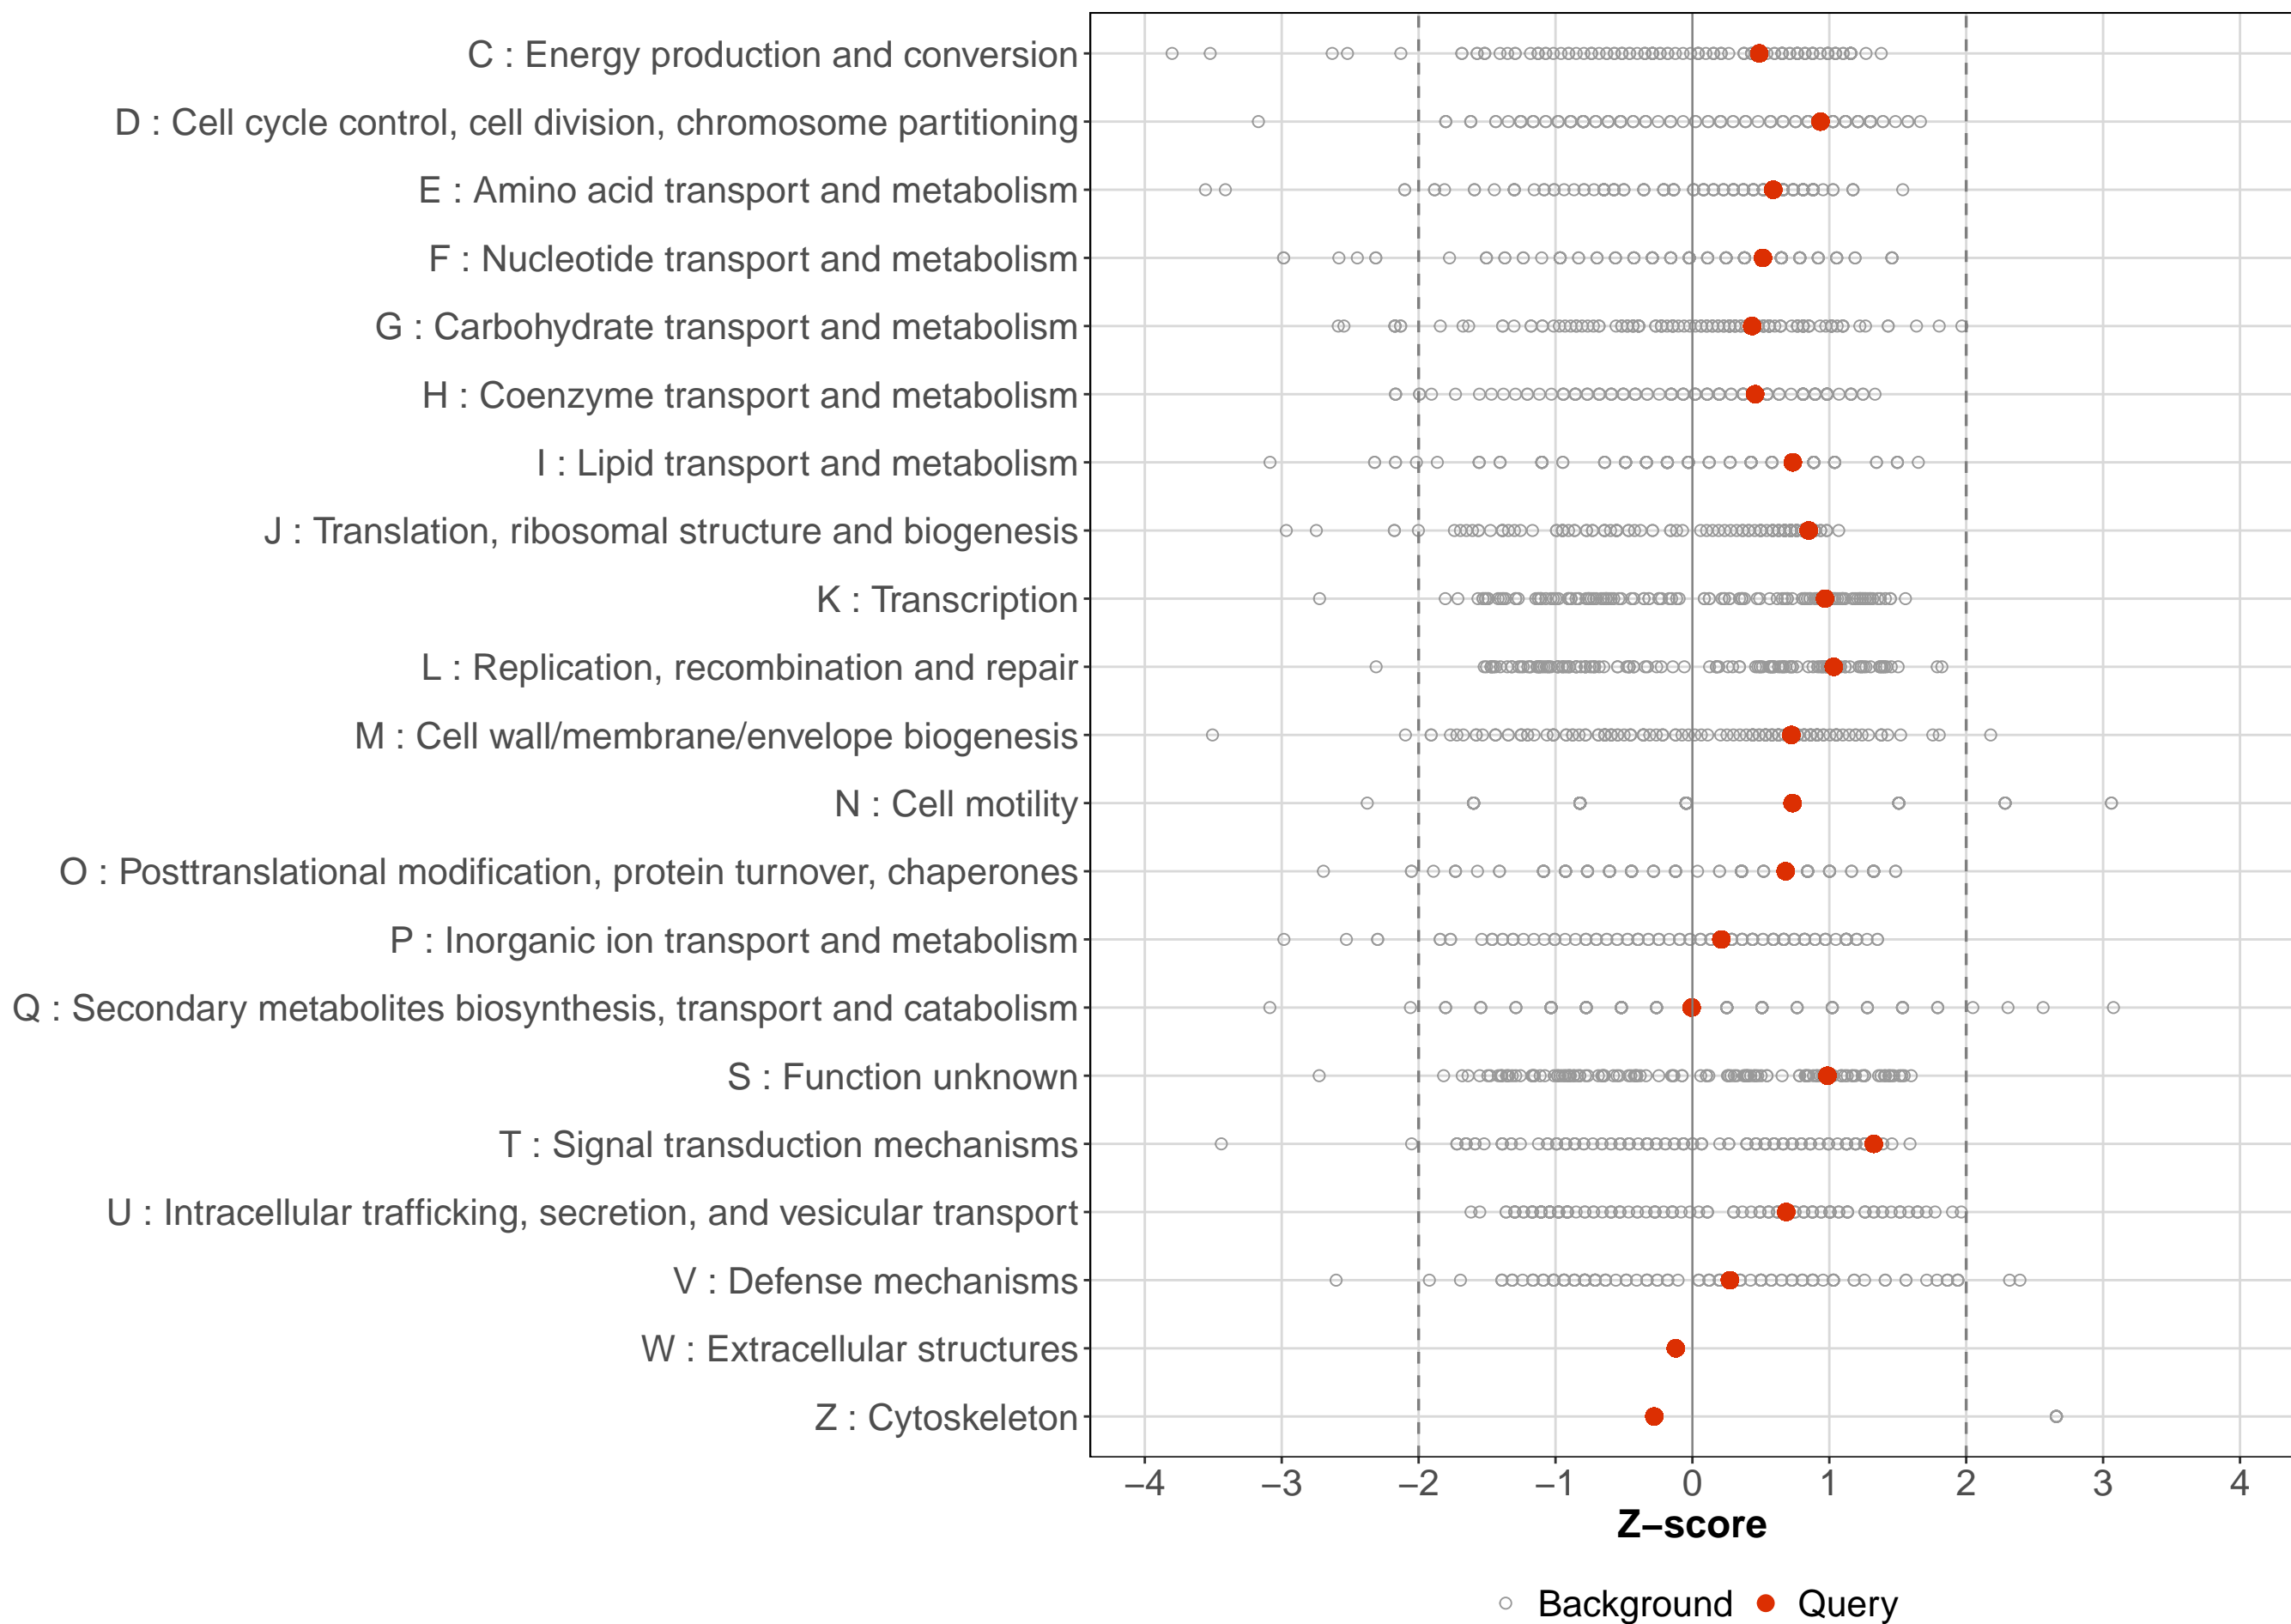 C : Energy production and conversion
D : Cell cycle control, cell division, chromosome partitioning
E : Amino acid transport and metabolism
F : Nucleotide transport and metabolism
G : Carbohydrate transport and metabolism
H : Coenzyme transport and metabolism
I : Lipid transport and metabolism
J : Translation, ribosomal structure and biogenesis
K : Transcription
L : Replication, recombination and repair
M : Cell wall/membrane/envelope biogenesis
N : Cell motility
O : Posttranslational modification, protein turnover, chaperones
P : Inorganic ion transport and metabolism
Q : Secondary metabolites biosynthesis, transport and catabolism
S : Function unknown
T : Signal transduction mechanisms
U : Intracellular trafficking, secretion, and vesicular transport
V : Defense mechanisms
W : Extracellular structures
Z : Cytoskeleton
−4 −3 −2 −1 0 1 2 3 4
Z−score
Background Query